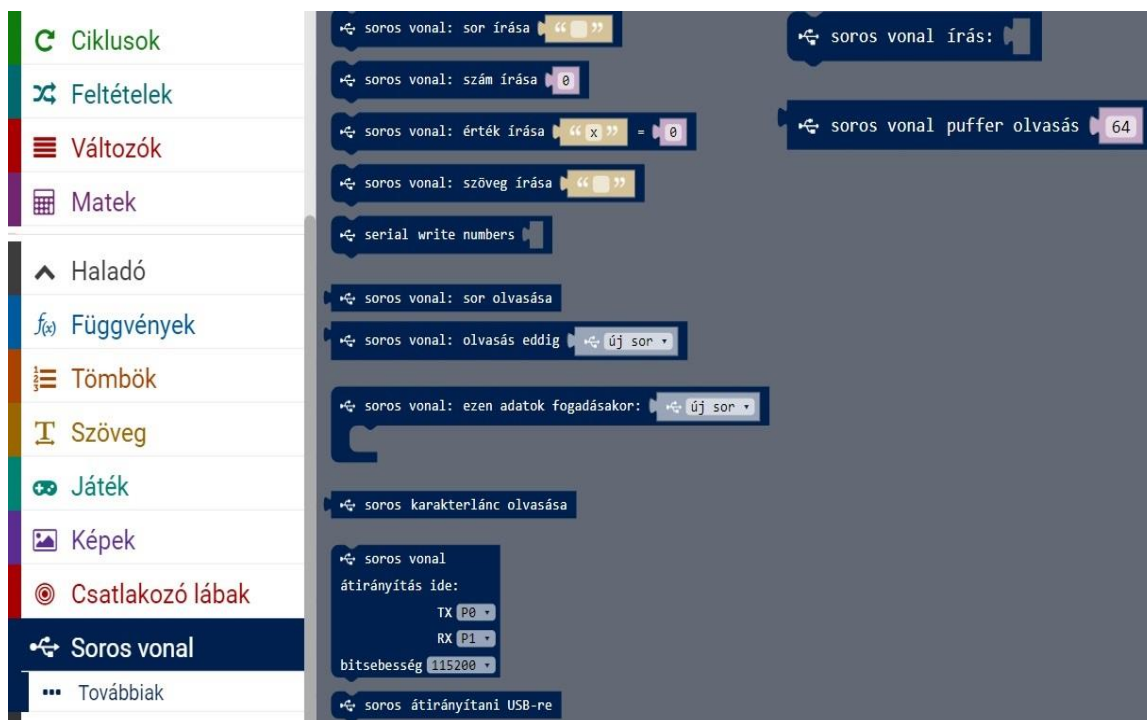 Ciklusok
Feltételek
Változók
Matek
Haladó
f(x) Függvények
Tömbök
Szöveg
Játék
Képek
Csatlakozó lábak
Soros vonal
Továbbiak
soros vonal: sor írása “ ”
soros vonal: szám írása 0
soros vonal: érték írása “ x ” = 0
soros vonal: szöveg írása “ ”
serial write numbers
soros vonal: sor olvasása
soros vonal: olvasás eddig új sor
soros vonal: ezen adatok fogadásakor: új sor
soros karakterlánc olvasása
soros vonal
átirányítás ide:
TX P0
RX P1
bitsebesség 115200
soros átirányítani USB-re
soros vonal írás:
soros vonal puffer olvasás 64